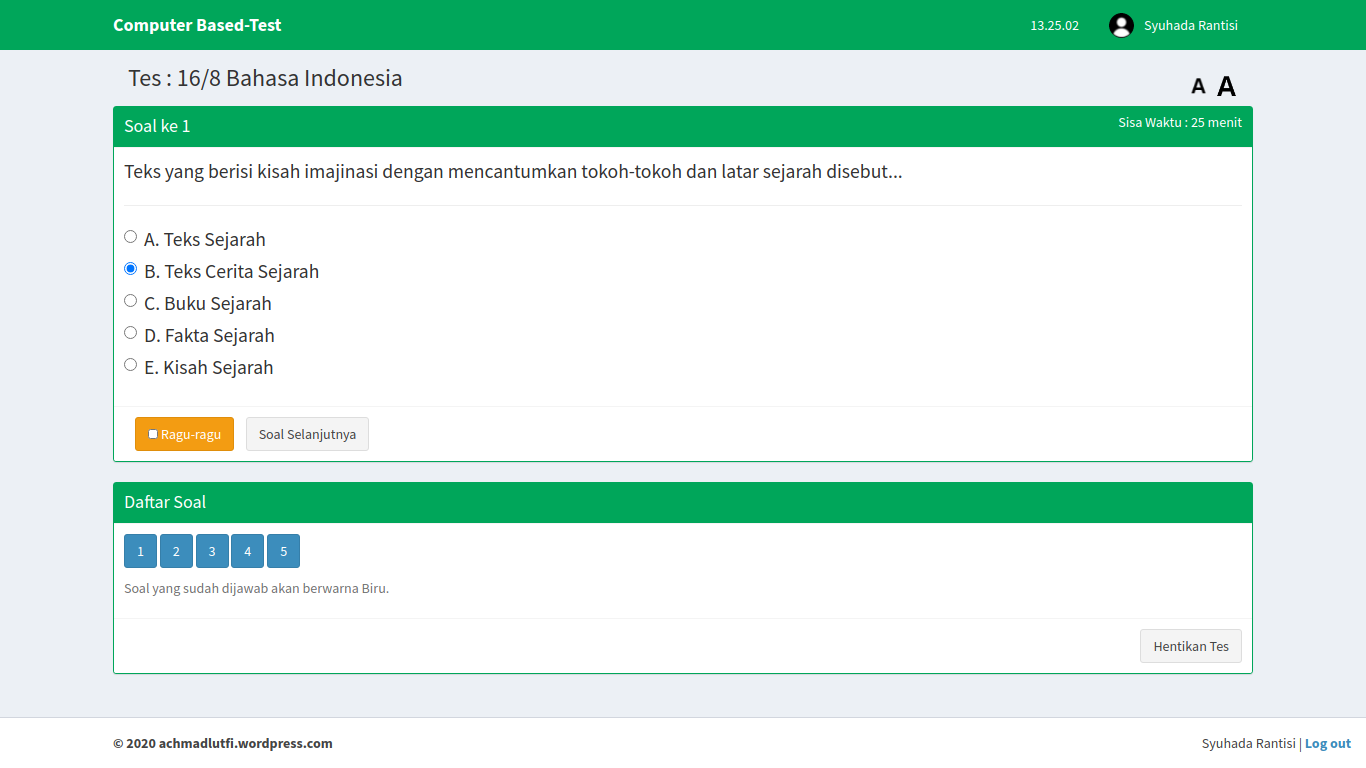 Computer Based-Test
13.25.02
Syuhada Rantisi
Tes : 16/8 Bahasa Indonesia
A A
Soal ke 1
Sisa Waktu : 25 menit
Teks yang berisi kisah imajinasi dengan mencantumkan tokoh-tokoh dan latar sejarah disebut...
A. Teks Sejarah
B. Teks Cerita Sejarah
C. Buku Sejarah
D. Fakta Sejarah
E. Kisah Sejarah
Ragu-ragu
Soal Selanjutnya
Daftar Soal
1 2 3 4 5
Soal yang sudah dijawab akan berwarna Biru.
Hentikan Tes
© 2020 achmadlutfi.wordpress.com
Syuhada Rantisi | Log out